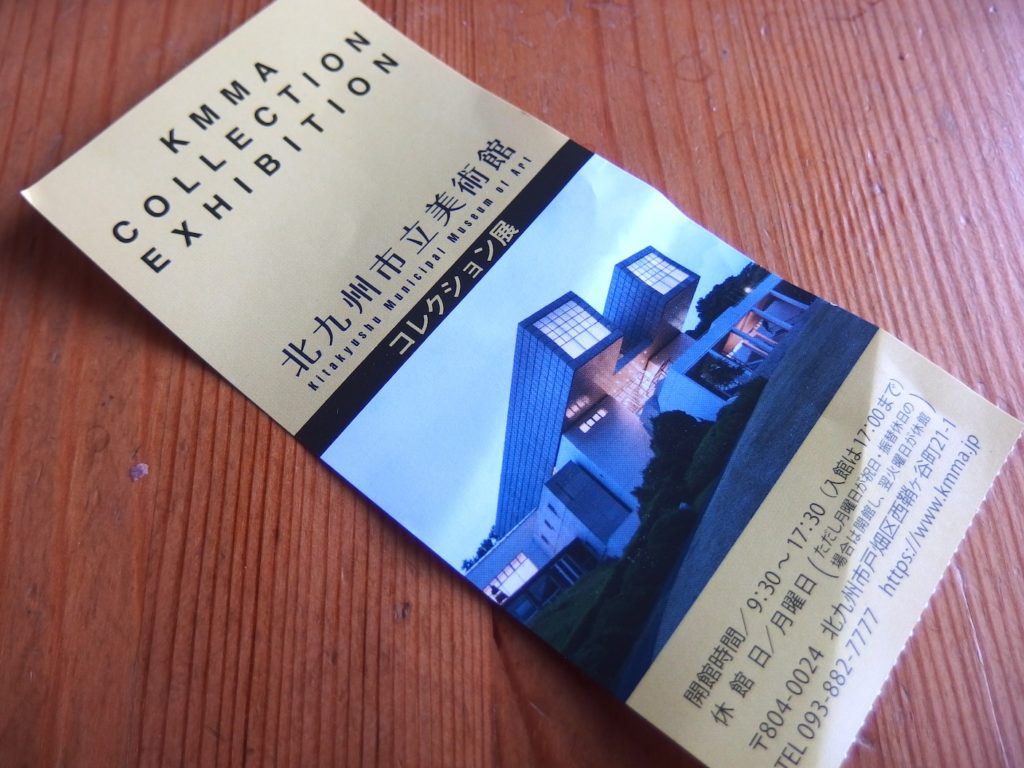 KMMA
COLLECTION
EXHIBITION
北九州市立美術館
Kitakyushu Municipal Museum of Art
コレクション展
開館時間/9:30～17:30(入館は17:00まで)
休館日/月曜日(ただし月曜日が祝日・振替休日の
場合は開館し、翌火曜日が休館)
〒804-0024 北九州市戸畑区西鞘ヶ谷町21-1
TEL 093-882-7777 https://www.kmma.jp